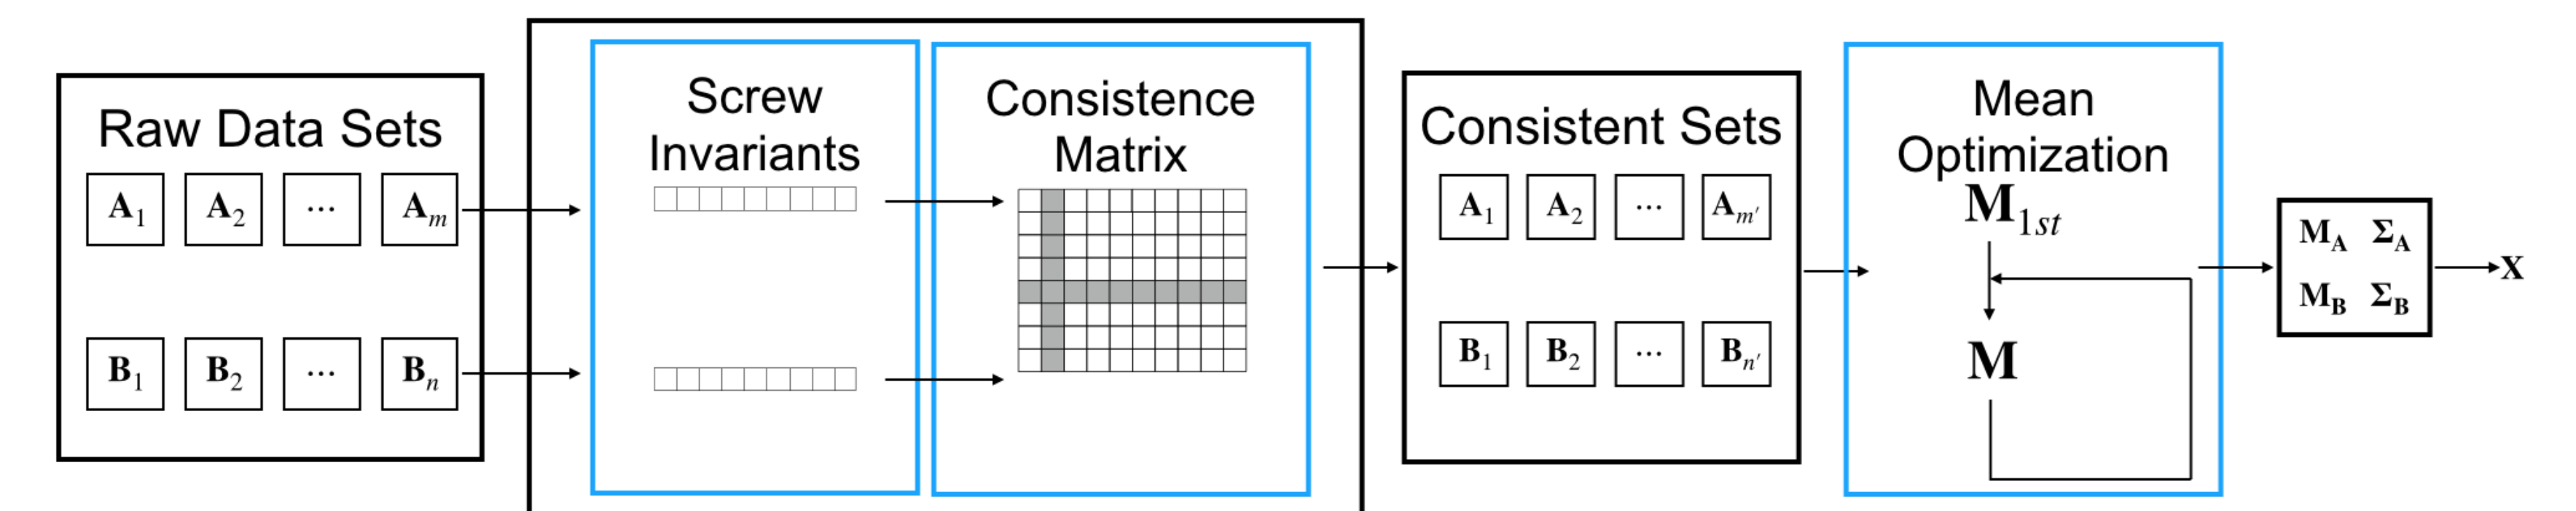 Raw Data Sets
A1 A2 ... Am
B1 B2 ... Bn
Screw
Invariants
Consistence
Matrix
Consistent Sets
A1 A2 ... Am′
B1 B2 ... Bn′
Mean
Optimization
M1st
M
MA ΣA
MB ΣB
X